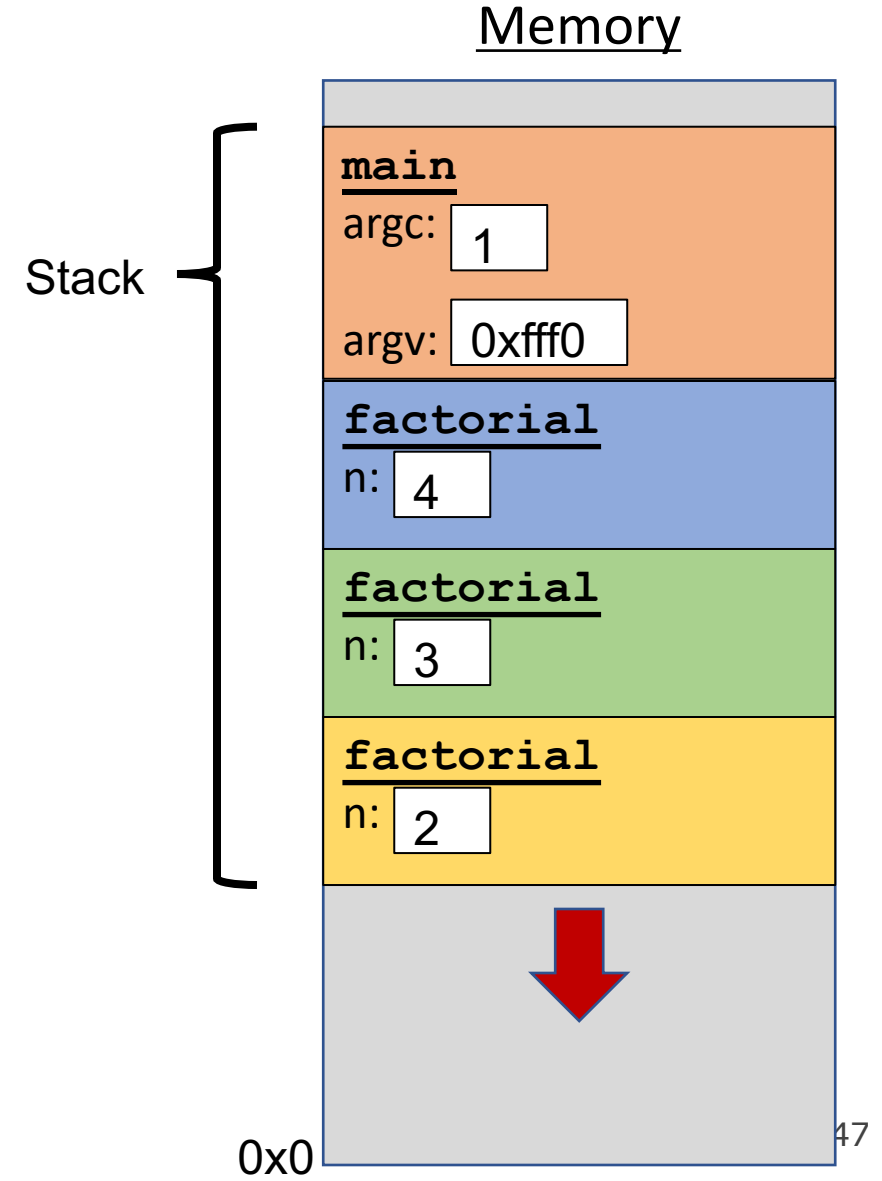 Memory
main
argc: 1
Stack
argv: 0xfff0
factorial
n: 4
factorial
n: 3
factorial
n: 2
47
0x0